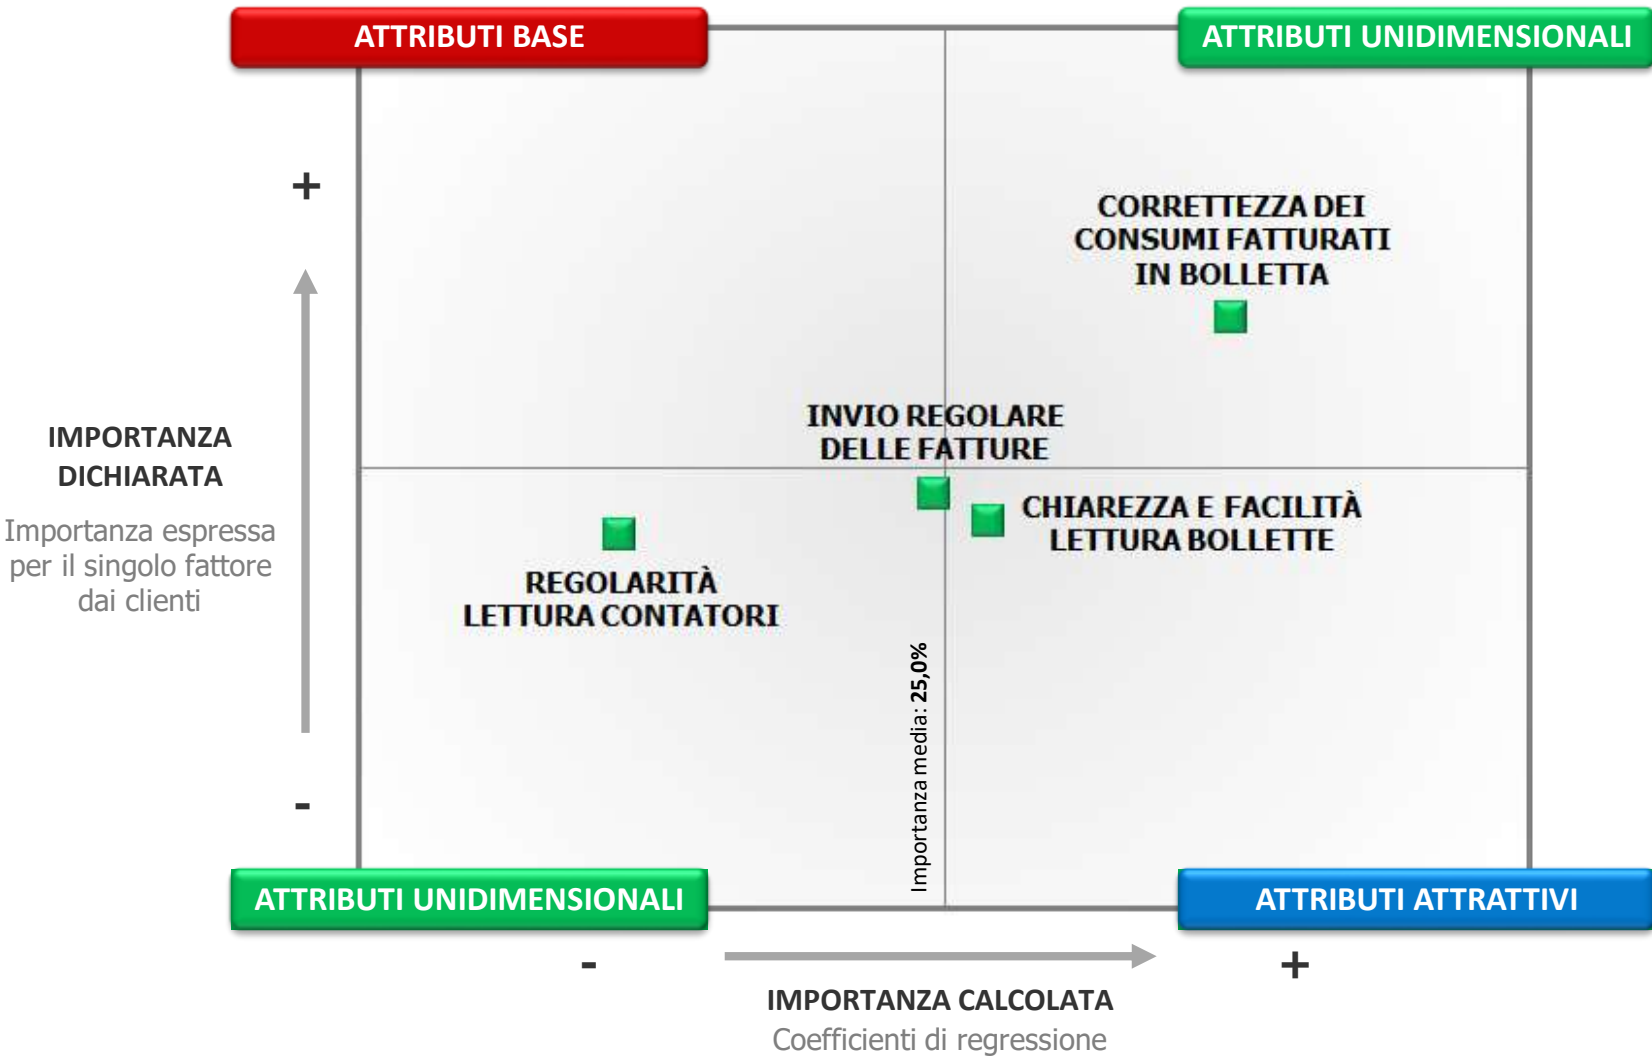 ATTRIBUTI BASE
ATTRIBUTI UNIDIMENSIONALI
+
CORRETTEZZA DEI
CONSUMI FATTURATI
IN BOLLETTA
INVIO REGOLARE
DELLE FATTURE
IMPORTANZA
DICHIARATA
Importanza espressa
per il singolo fattore
dai clienti
CHIAREZZA E FACILITÀ
LETTURA BOLLETTE
REGOLARITÀ
LETTURA CONTATORI
Importanza media: 25,0%
-
ATTRIBUTI UNIDIMENSIONALI
ATTRIBUTI ATTRATTIVI
-
+
IMPORTANZA CALCOLATA
Coefficienti di regressione